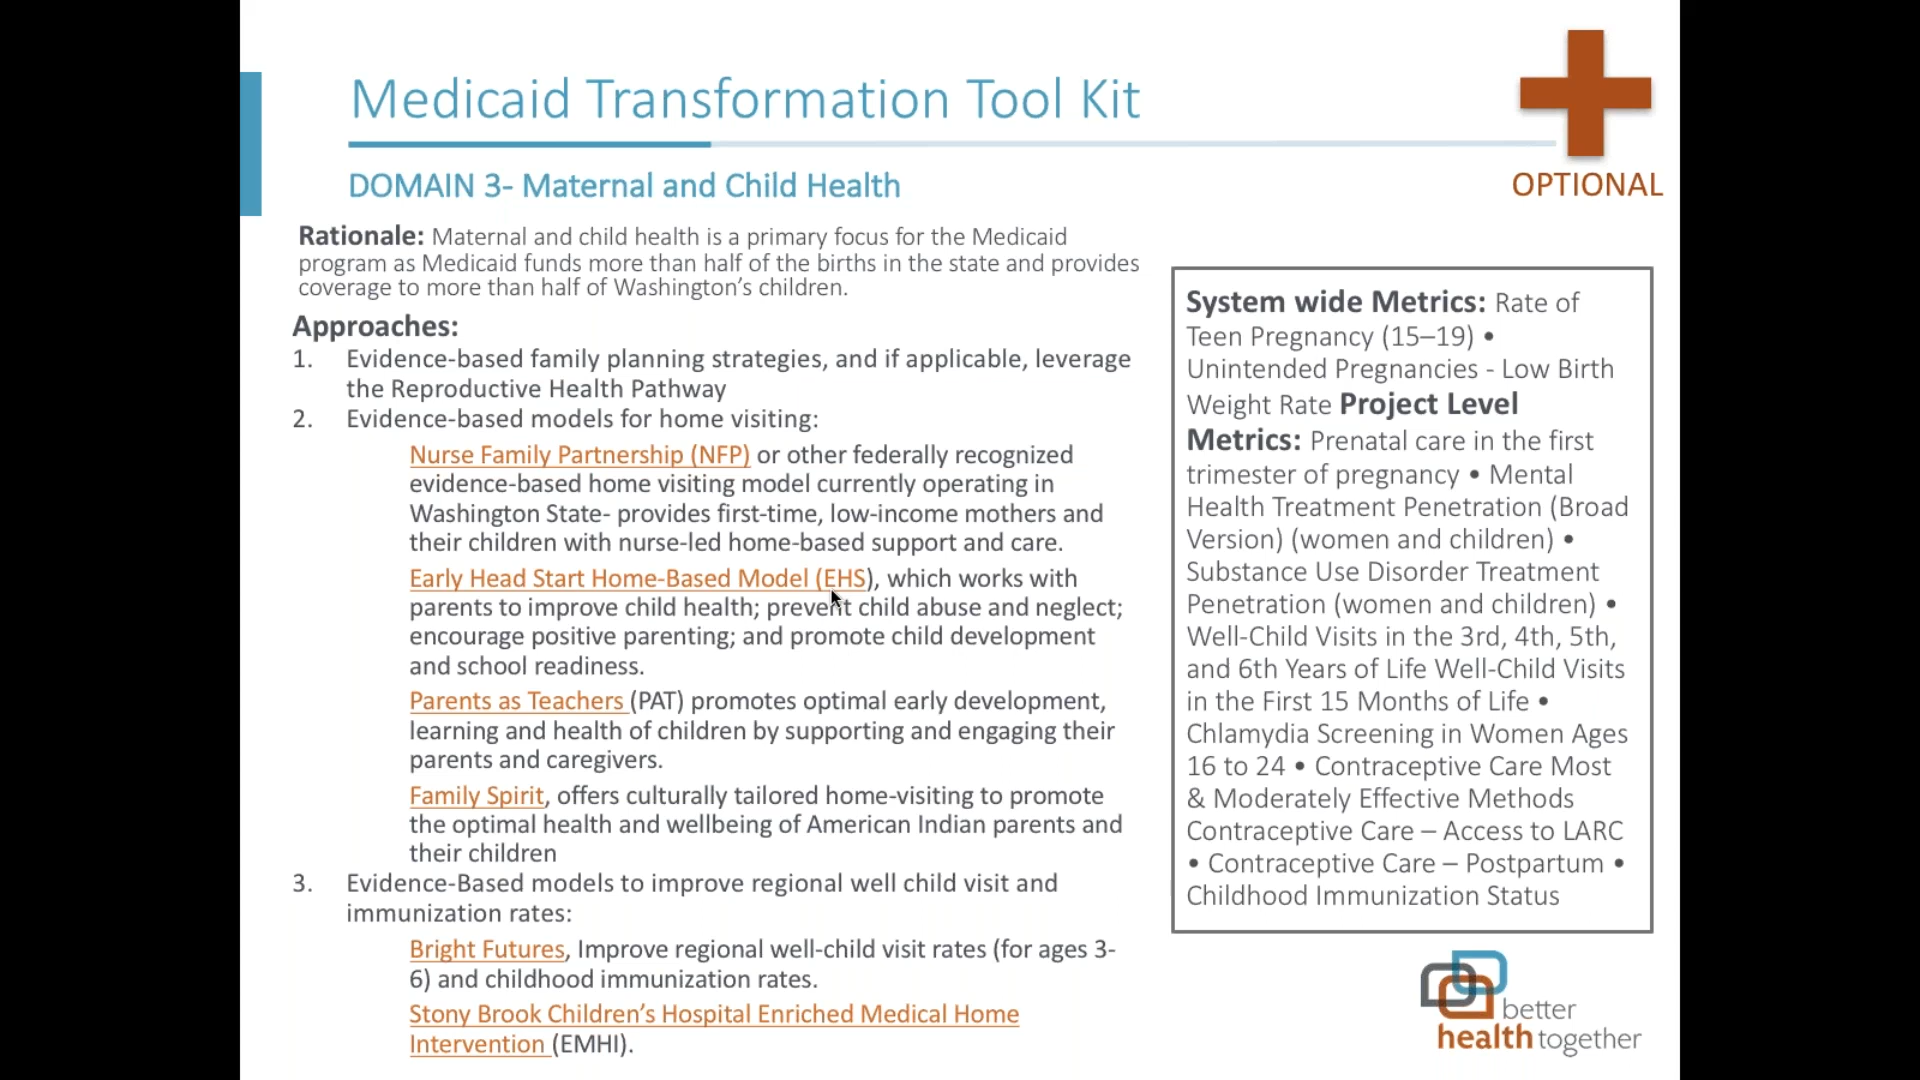 Medicaid Transformation Tool Kit
OPTIONAL
DOMAIN 3- Maternal and Child Health
Rationale: Maternal and child health is a primary focus for the Medicaid
program as Medicaid funds more than half of the births in the state and provides
coverage to more than half of Washington’s children.
Approaches:
1. Evidence-based family planning strategies, and if applicable, leverage
the Reproductive Health Pathway
2. Evidence-based models for home visiting:
Nurse Family Partnership (NFP) or other federally recognized
evidence-based home visiting model currently operating in
Washington State- provides first-time, low-income mothers and
their children with nurse-led home-based support and care.
Early Head Start Home-Based Model (EHS), which works with
parents to improve child health; prevent child abuse and neglect;
encourage positive parenting; and promote child development
and school readiness.
Parents as Teachers (PAT) promotes optimal early development,
learning and health of children by supporting and engaging their
parents and caregivers.
Family Spirit, offers culturally tailored home-visiting to promote
the optimal health and wellbeing of American Indian parents and
their children
3. Evidence-Based models to improve regional well child visit and
immunization rates:
Bright Futures, Improve regional well-child visit rates (for ages 3-
6) and childhood immunization rates.
Stony Brook Children’s Hospital Enriched Medical Home
Intervention (EMHI).
System wide Metrics: Rate of
Teen Pregnancy (15–19) •
Unintended Pregnancies - Low Birth
Weight Rate Project Level
Metrics: Prenatal care in the first
trimester of pregnancy • Mental
Health Treatment Penetration (Broad
Version) (women and children) •
Substance Use Disorder Treatment
Penetration (women and children) •
Well-Child Visits in the 3rd, 4th, 5th,
and 6th Years of Life Well-Child Visits
in the First 15 Months of Life •
Chlamydia Screening in Women Ages
16 to 24 • Contraceptive Care Most
& Moderately Effective Methods
Contraceptive Care – Access to LARC
• Contraceptive Care – Postpartum •
Childhood Immunization Status
better
health together